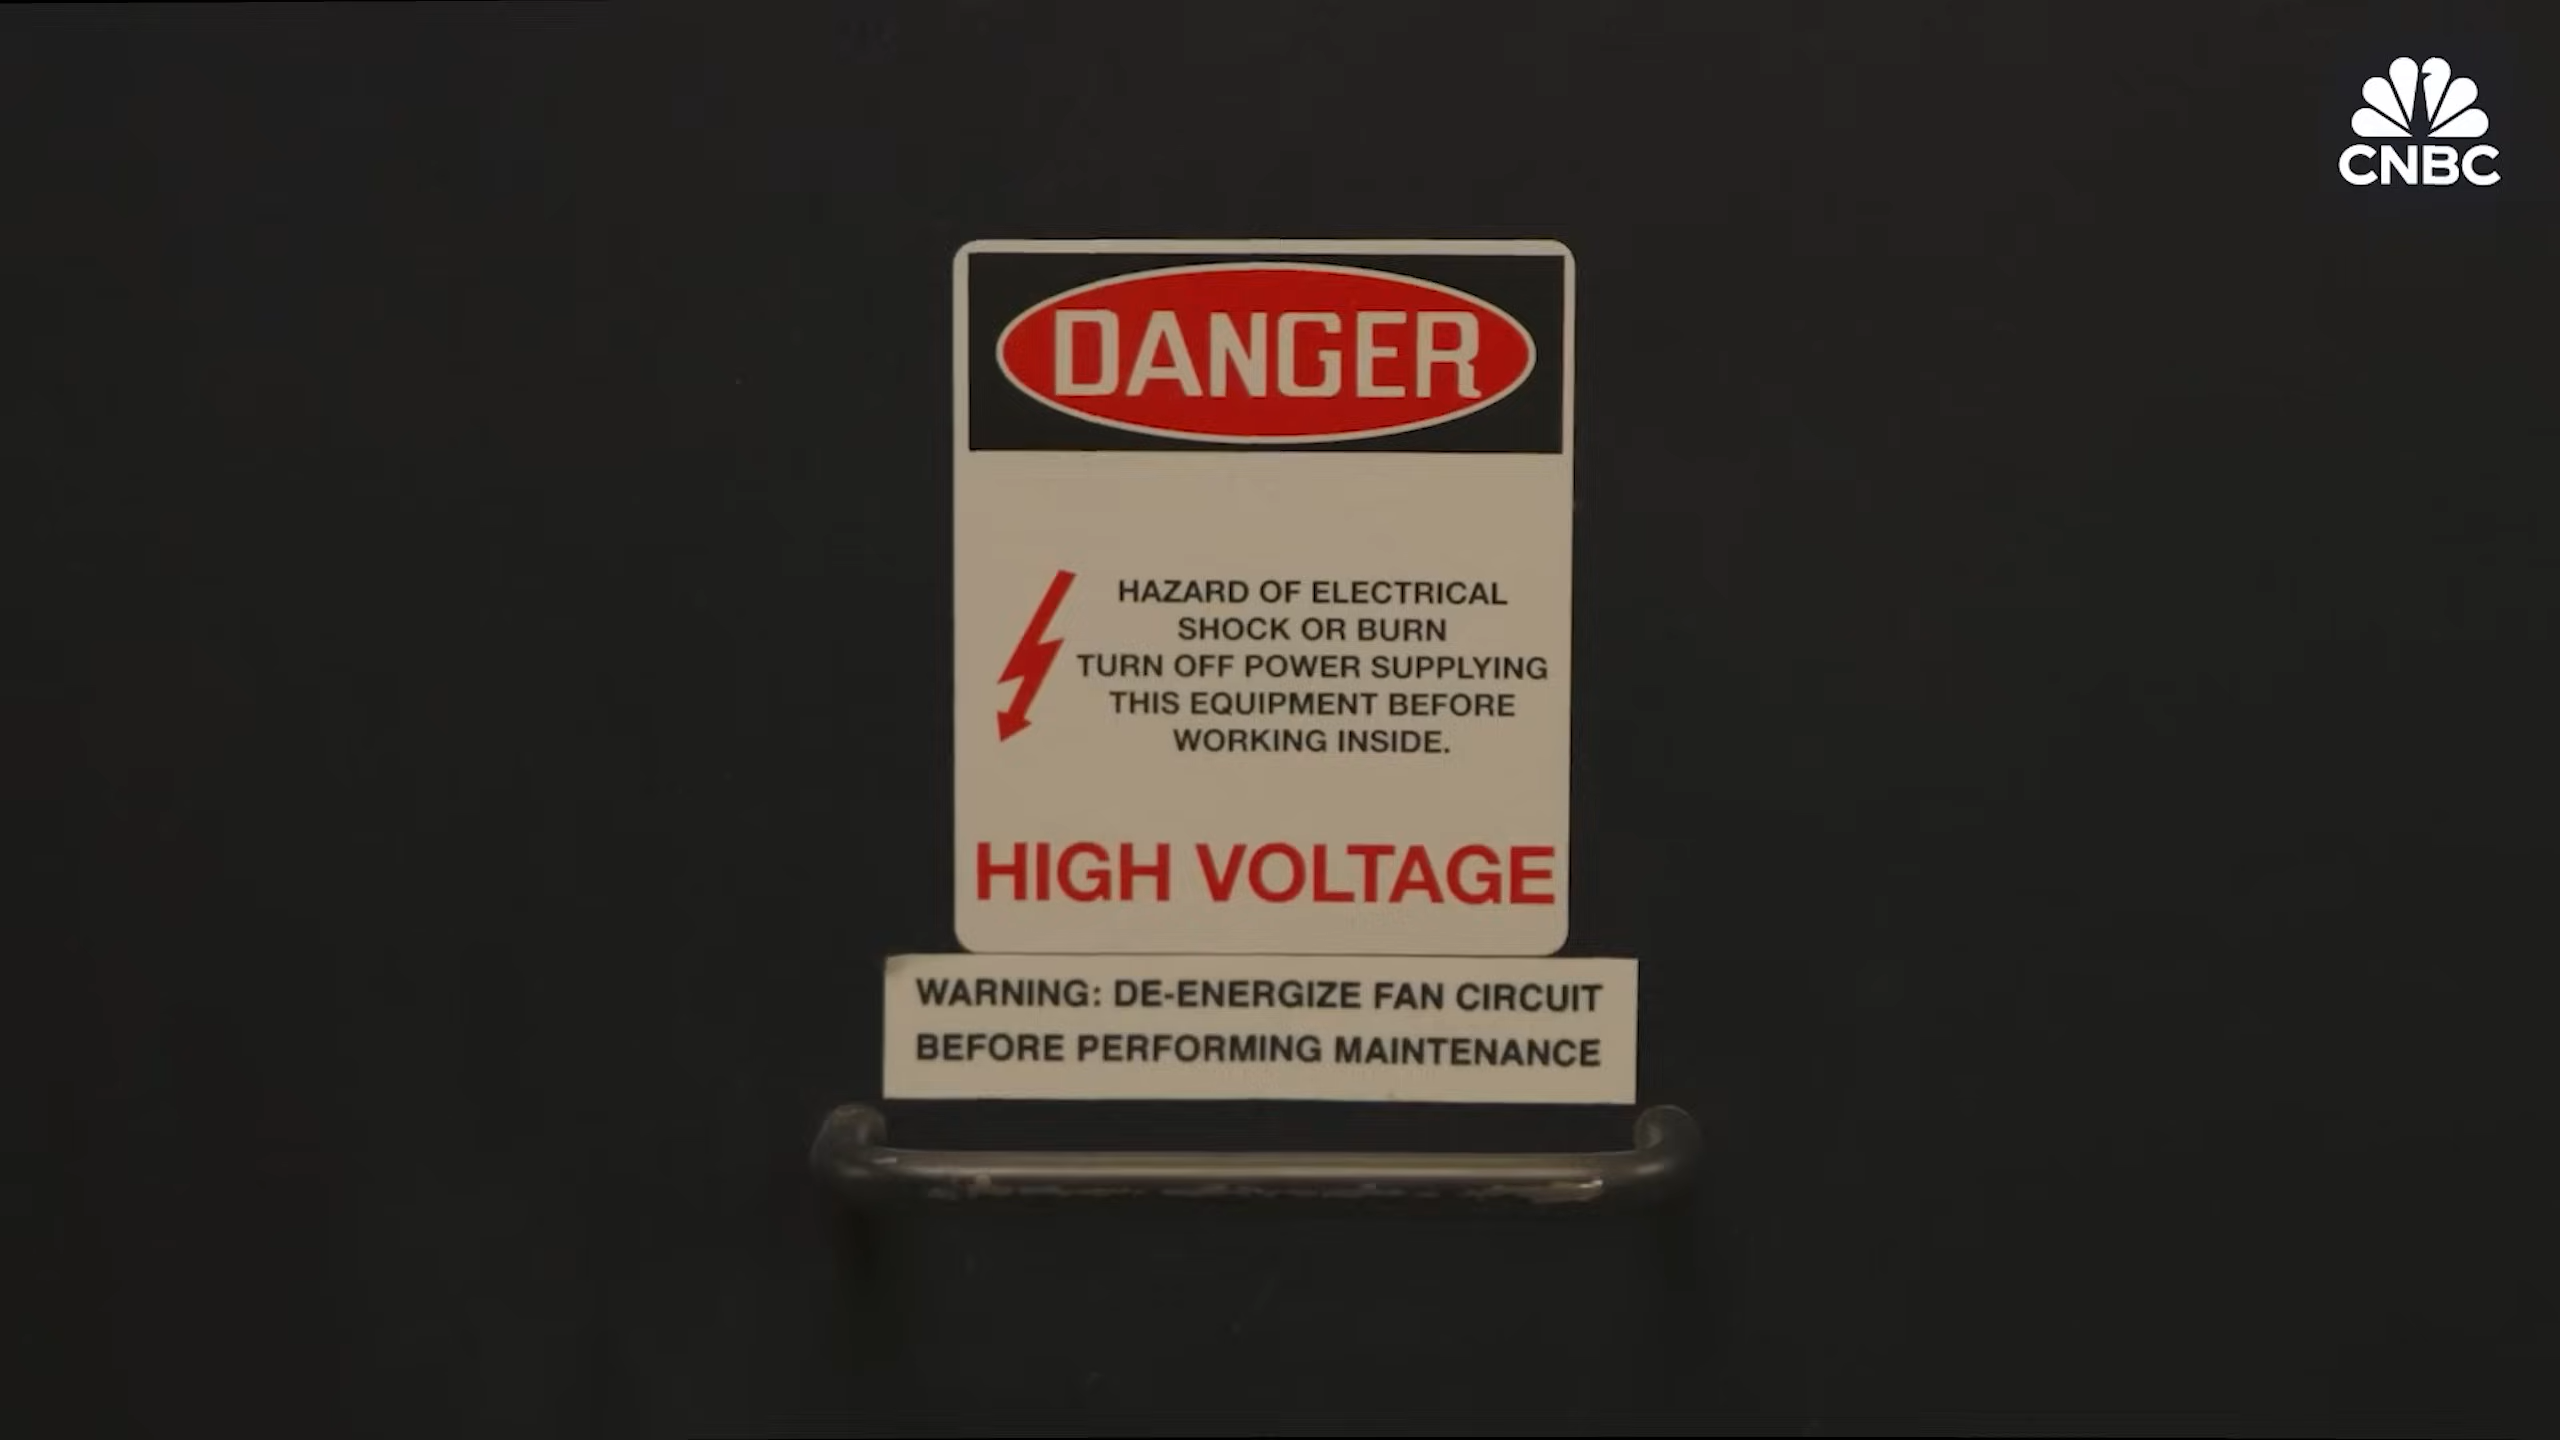 CNBC
DANGER
HAZARD OF ELECTRICAL
SHOCK OR BURN
TURN OFF POWER SUPPLYING
THIS EQUIPMENT BEFORE
WORKING INSIDE.
HIGH VOLTAGE
WARNING: DE-ENERGIZE FAN CIRCUIT
BEFORE PERFORMING MAINTENANCE